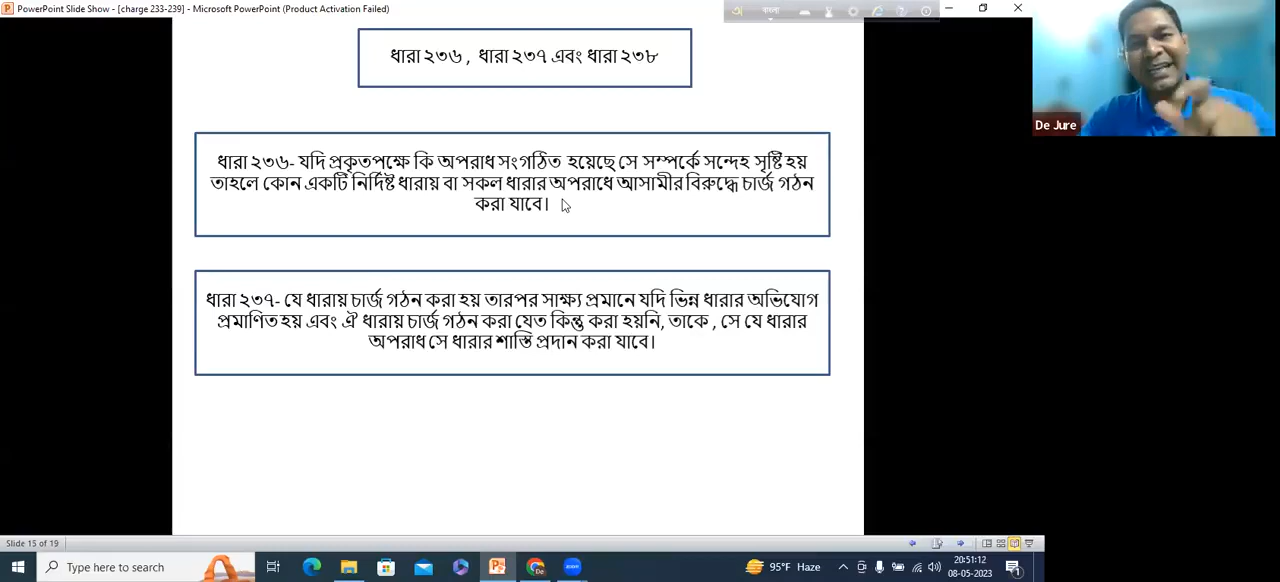 PowerPoint Slide Show - [charge 233-239] - Microsoft PowerPoint (Product Activation Failed)
বাংলা
ধারা ২৩৬ , ধারা ২৩৭ এবং ধারা ২৩৮
De Jure
ধারা ২৩৬- যদি প্রকৃতপক্ষে কি অপরাধ সংগঠিত হয়েছে সে সম্পর্কে সন্দেহ সৃষ্টি হয়
তাহলে কোন একটি নির্দিষ্ট ধারায় বা সকল ধারার অপরাধে আসামীর বিরুদ্ধে চার্জ গঠন
করা যাবে।
ধারা ২৩৭- যে ধারায় চার্জ গঠন করা হয় তারপর সাক্ষ্য প্রমানে যদি ভিন্ন ধারার অভিযোগ
প্রমাণিত হয় এবং ঐ ধারায় চার্জ গঠন করা যেত কিন্তু করা হয়নি, তাকে , সে যে ধারার
অপরাধ সে ধারার শাস্তি প্রদান করা যাবে।
Slide 15 of 19
Type here to search
95°F Haze
20:51:12
08-05-2023
1